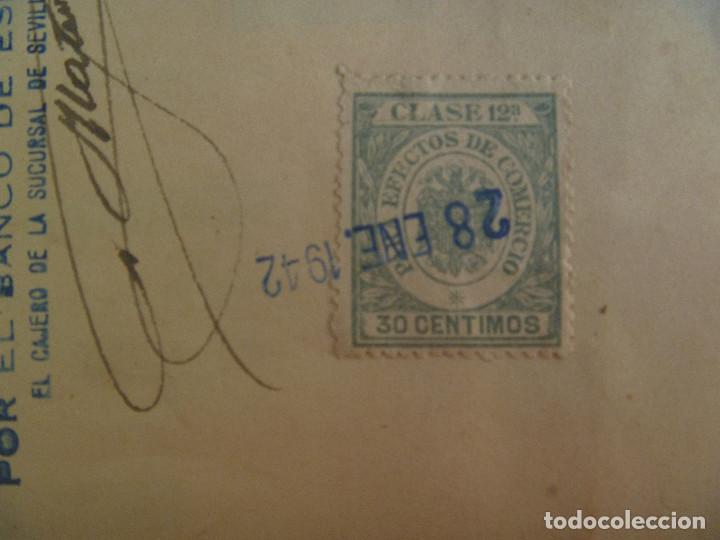 POR EL BANCO DE ES
EL CAJERO DE LA SUCURSAL DE SEVILL
CLASE 12ª
EFECTOS DE COMERCIO
30 CENTIMOS
28 ENE. 1942
todocoleccion.net